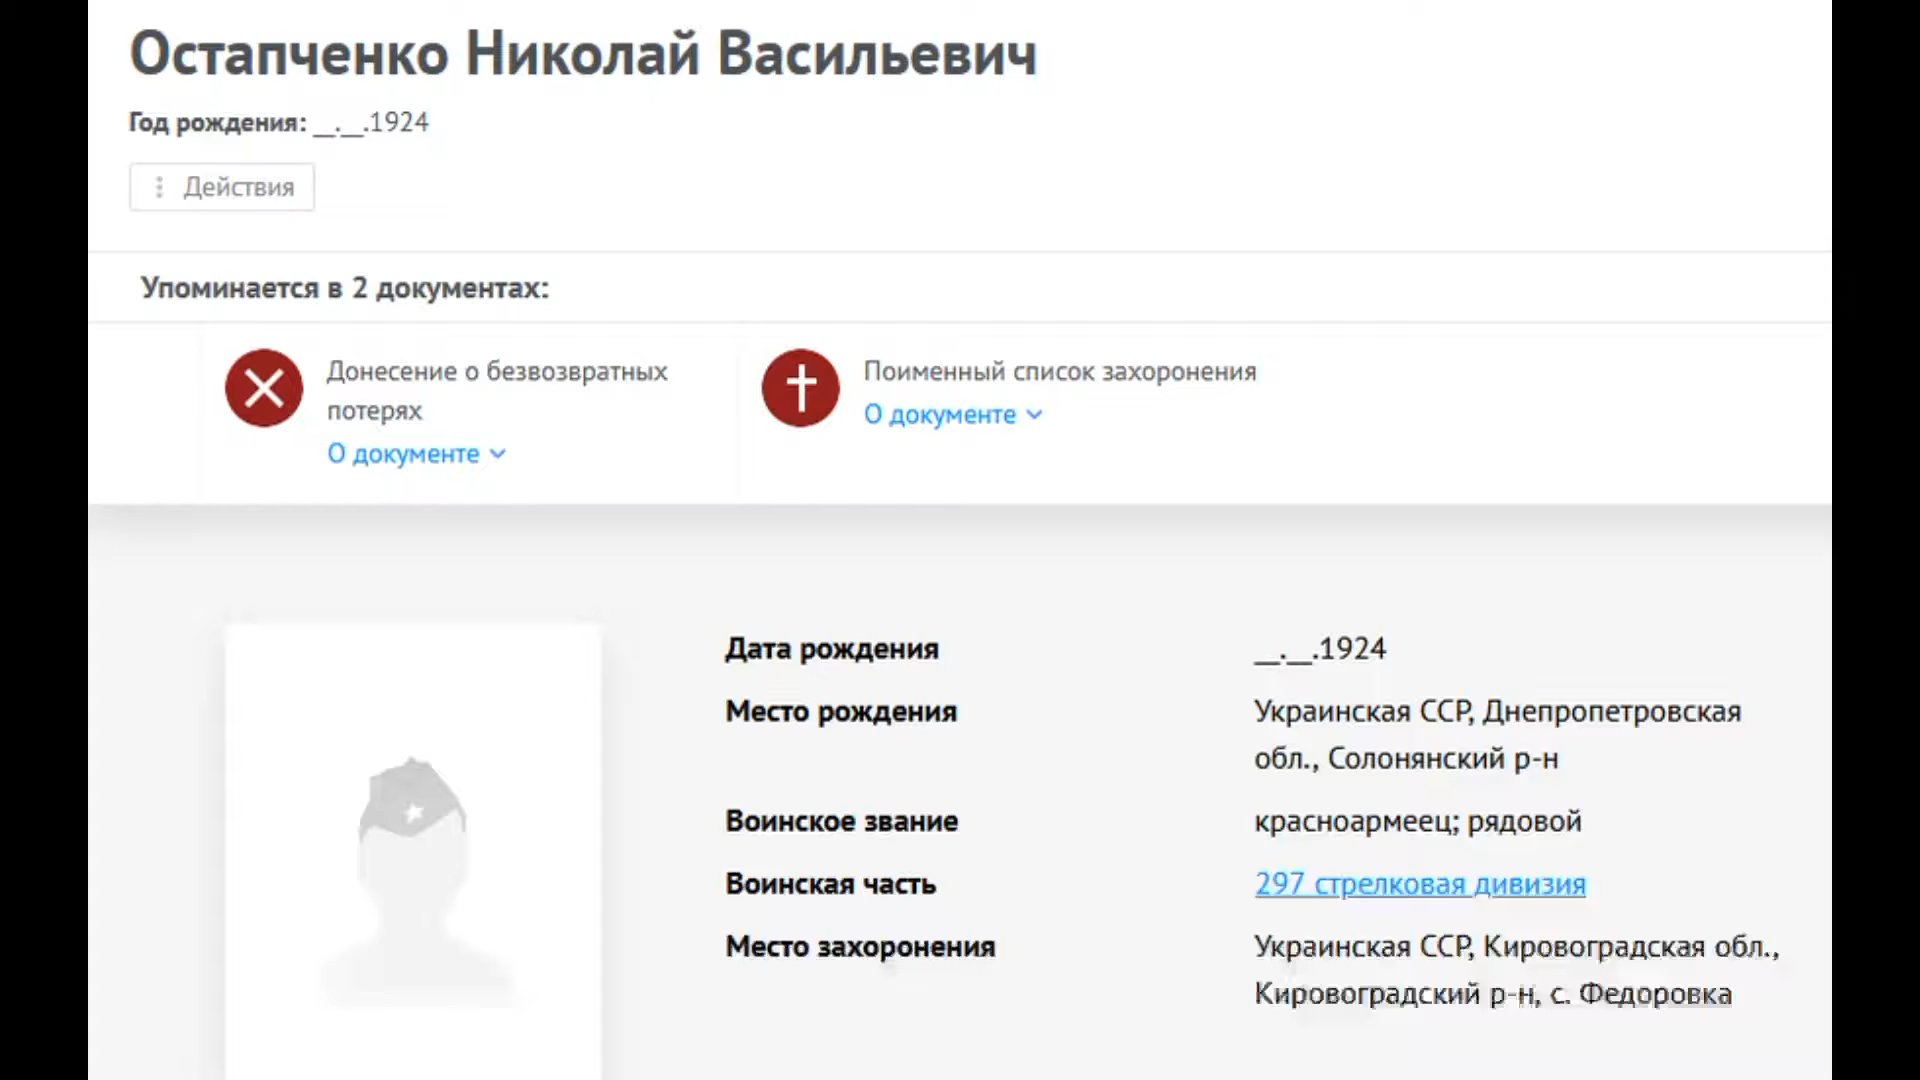 Остапченко Николай Васильевич
Год рождения: __.__.1924
Действия
Упоминается в 2 документах:
Донесение о безвозвратных
потерях
О документе
Поименный список захоронения
О документе
Дата рождения __.__.1924
Место рождения Украинская ССР, Днепропетровская
обл., Солонянский р-н
Воинское звание красноармеец; рядовой
Воинская часть 297 стрелковая дивизия
Место захоронения Украинская ССР, Кировоградская обл.,
Кировоградский р-н, с. Федоровка